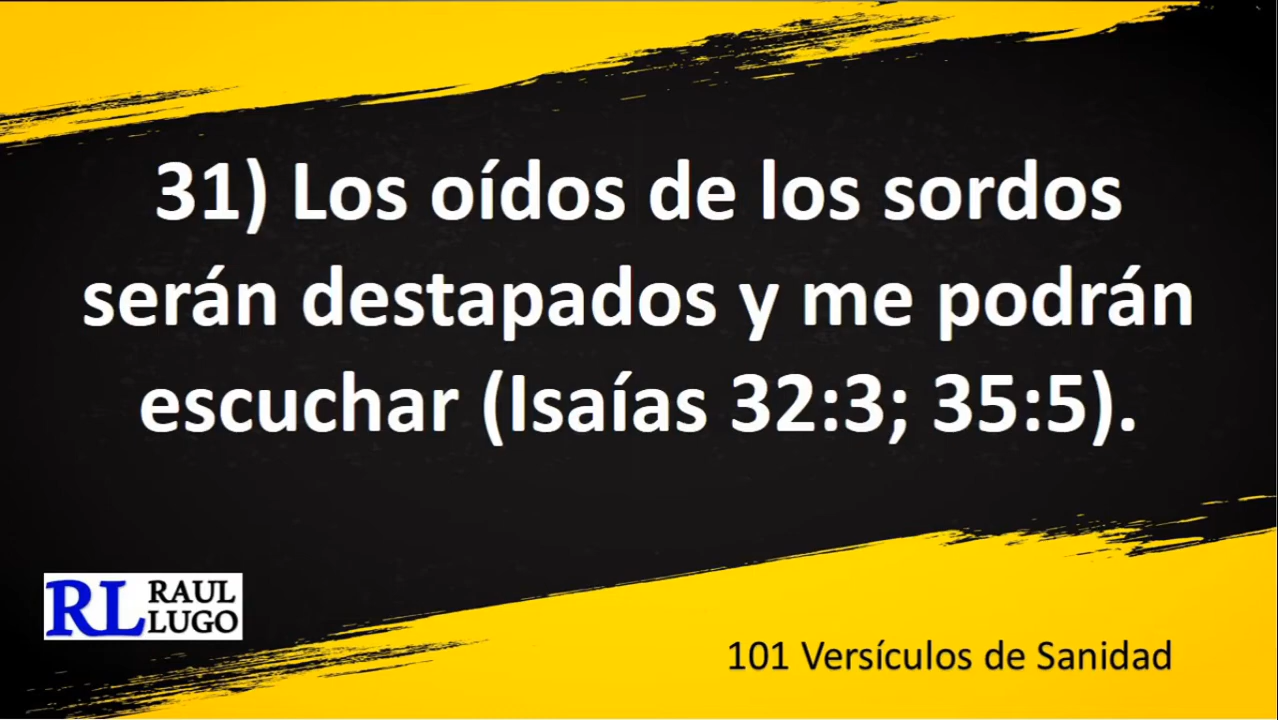 31) Los oídos de los sordos
serán destapados y me podrán
escuchar (Isaías 32:3; 35:5).
RL RAUL
LUGO
101 Versículos de Sanidad